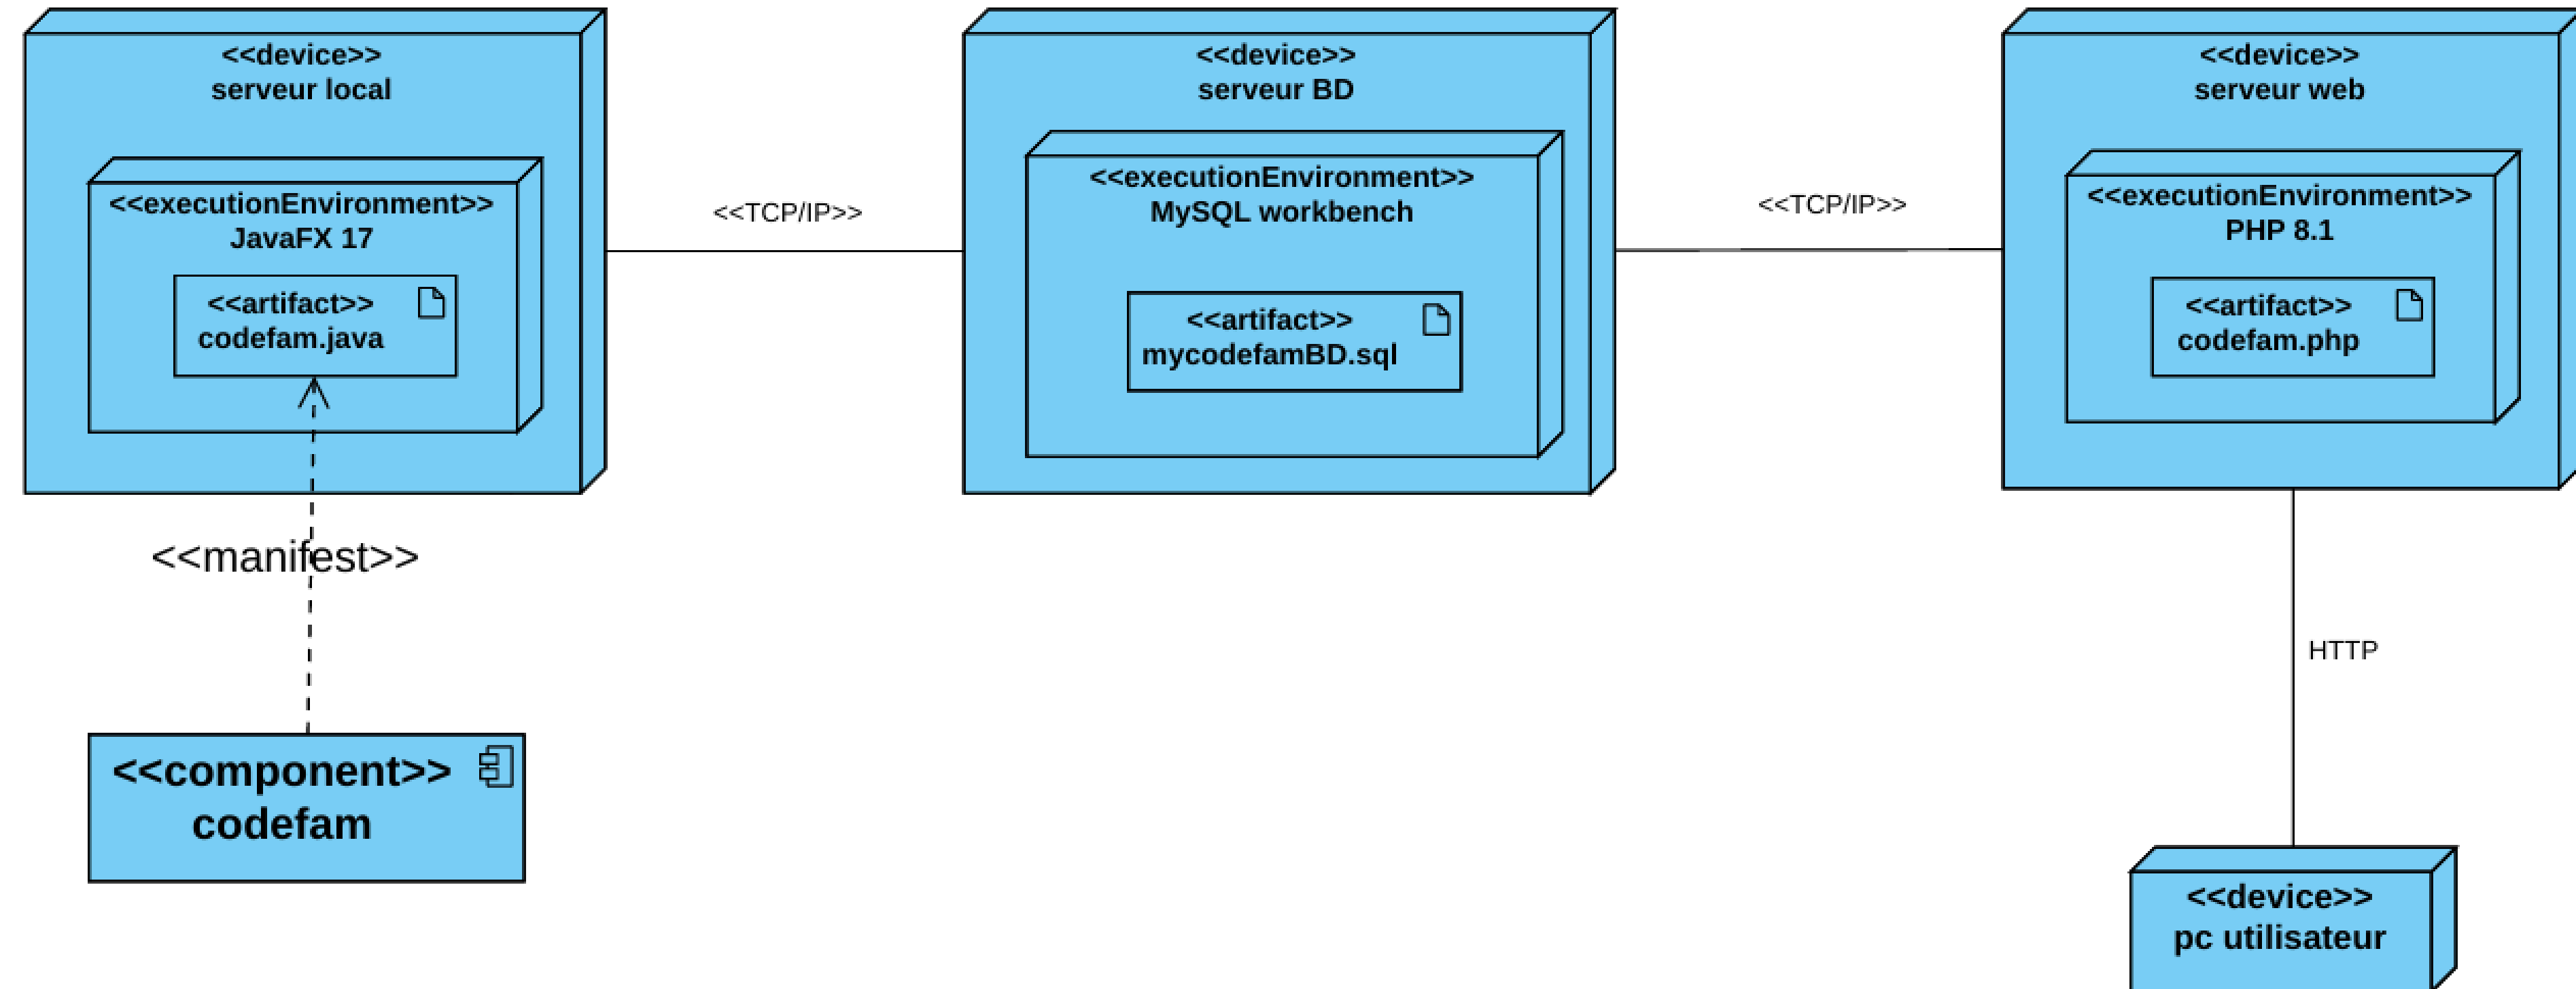 <<device>>
serveur local
<<executionEnvironment>>
JavaFX 17
<<artifact>>
codefam.java
<<manifest>>
<<component>>
codefam
<<TCP/IP>>
<<device>>
serveur BD
<<executionEnvironment>>
MySQL workbench
<<artifact>>
mycodefamBD.sql
<<TCP/IP>>
<<device>>
serveur web
<<executionEnvironment>>
PHP 8.1
<<artifact>>
codefam.php
HTTP
<<device>>
pc utilisateur